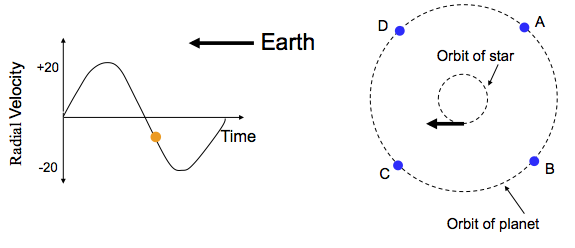 Earth
Radial Velocity
+20
-20
Time
D
A
Orbit of star
C
B
Orbit of planet